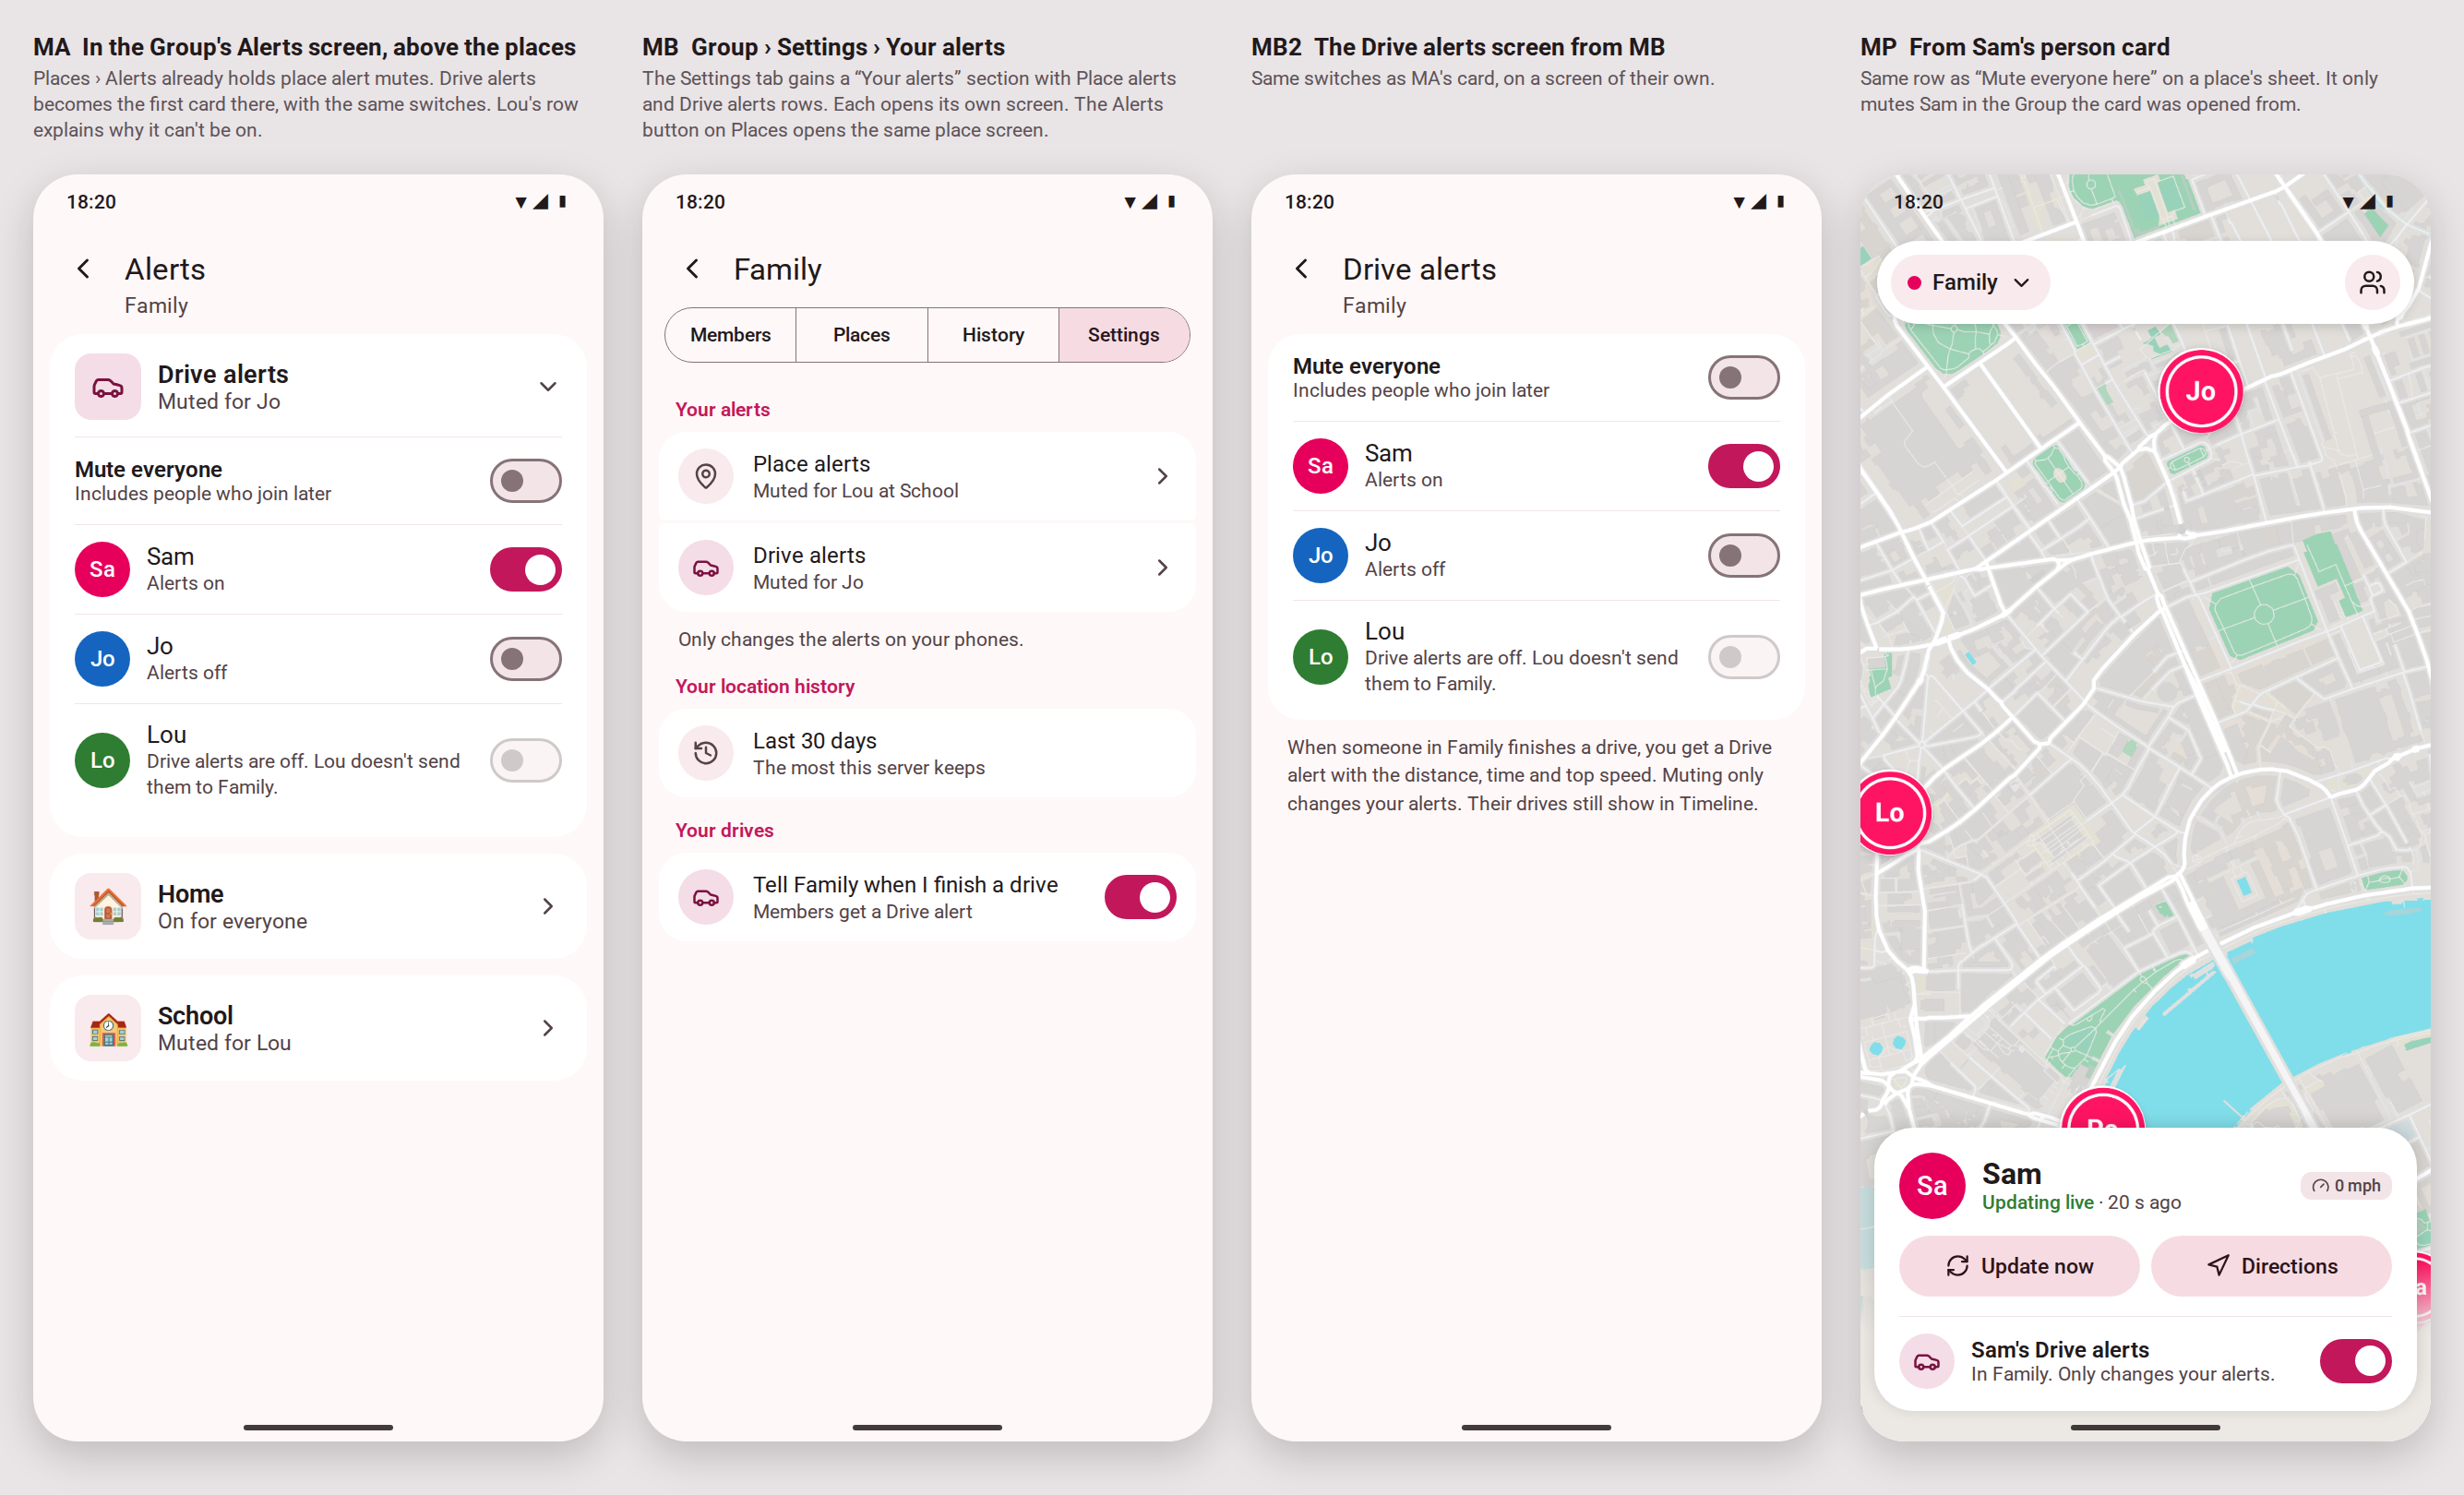 MA In the Group's Alerts screen, above the places
Places › Alerts already holds place alert mutes. Drive alerts
becomes the first card there, with the same switches. Lou's row
explains why it can't be on.
18:20
Alerts
Family
Drive alerts
Muted for Jo
Mute everyone
Includes people who join later
Sa
Sam
Alerts on
Jo
Jo
Alerts off
Lo
Lou
Drive alerts are off. Lou doesn't send
them to Family.
Home
On for everyone
School
Muted for Lou
MB Group › Settings › Your alerts
The Settings tab gains a “Your alerts” section with Place alerts
and Drive alerts rows. Each opens its own screen. The Alerts
button on Places opens the same place screen.
18:20
Family
Members
Places
History
Settings
Your alerts
Place alerts
Muted for Lou at School
Drive alerts
Muted for Jo
Only changes the alerts on your phones.
Your location history
Last 30 days
The most this server keeps
Your drives
Tell Family when I finish a drive
Members get a Drive alert
MB2 The Drive alerts screen from MB
Same switches as MA's card, on a screen of their own.
18:20
Drive alerts
Family
Mute everyone
Includes people who join later
Sa
Sam
Alerts on
Jo
Jo
Alerts off
Lo
Lou
Drive alerts are off. Lou doesn't send
them to Family.
When someone in Family finishes a drive, you get a Drive
alert with the distance, time and top speed. Muting only
changes your alerts. Their drives still show in Timeline.
MP From Sam's person card
Same row as “Mute everyone here” on a place's sheet. It only
mutes Sam in the Group the card was opened from.
18:20
Family
Jo
Lo
Sa
Sam
Updating live · 20 s ago
0 mph
Update now
Directions
Sam's Drive alerts
In Family. Only changes your alerts.